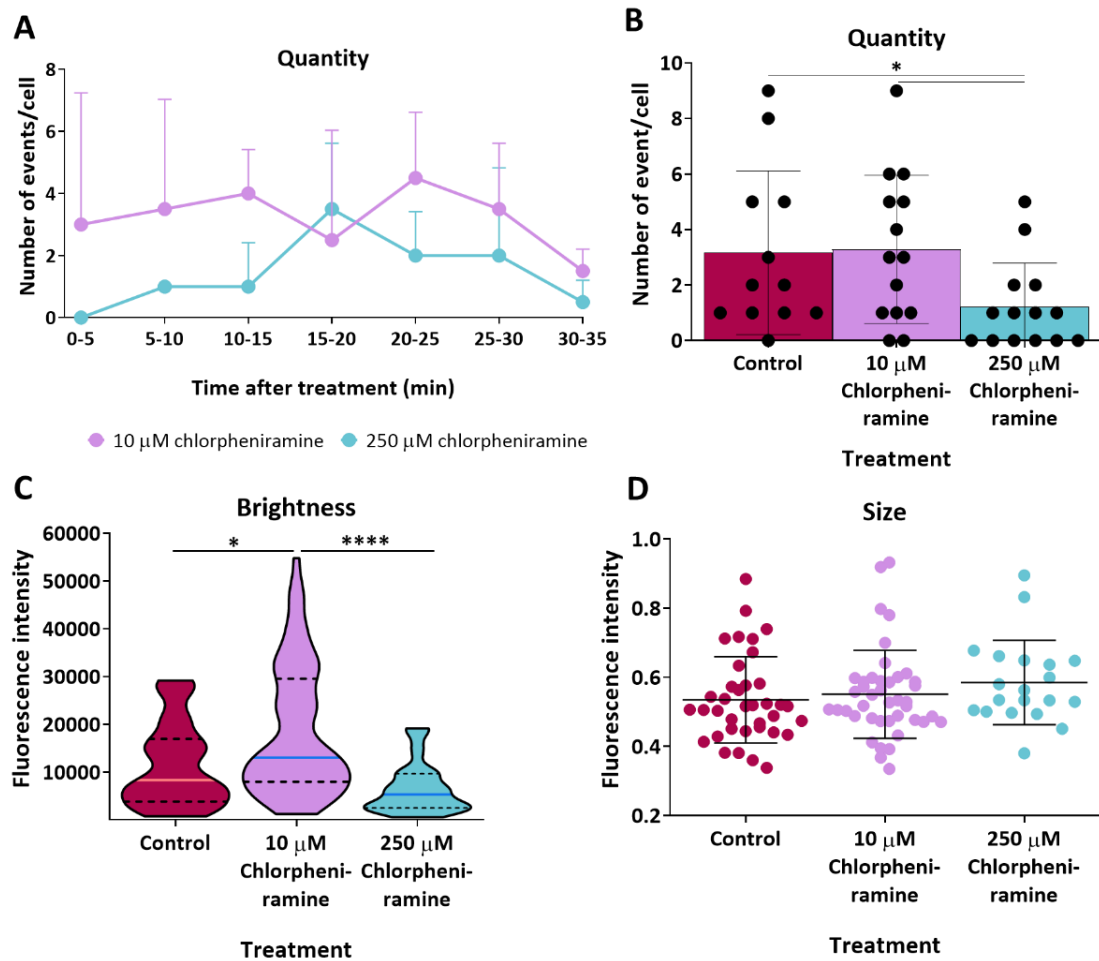 A
Quantity
Number of events/cell
8
6
4
2
0
0-5
5-10
10-15
15-20
20-25
25-30
30-35
Time after treatment (min)
10 μM chlorpheniramine
250 μM chlorpheniramine
B
Quantity
*
Number of event/cell
10
8
6
4
2
0
Control
10 μM
Chlorpheni-
ramine
250 μM
Chlorpheni-
ramine
Treatment
C
Brightness
*
****
Fluorescence intensity
60000
50000
40000
30000
20000
10000
Control
10 μM
Chlorpheni-
ramine
250 μM
Chlorpheni-
ramine
Treatment
D
Size
Fluorescence intensity
1.0
0.8
0.6
0.4
0.2
Control
10 μM
Chlorpheni-
ramine
250 μM
Chlorpheni-
ramine
Treatment